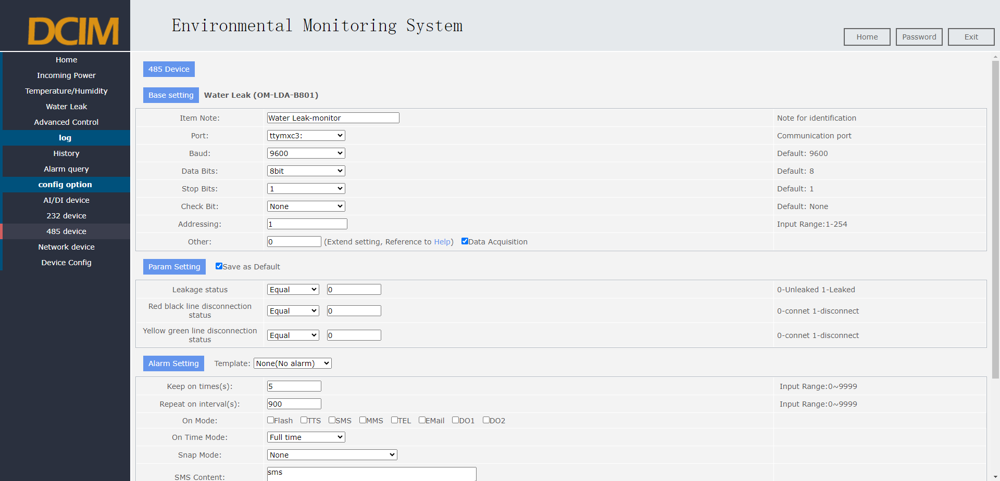 DCIM
Environmental Monitoring System
Home
Password
Exit
Home
Incoming Power
Temperature/Humidity
Water Leak
Advanced Control
log
History
Alarm query
config option
AI/DI device
232 device
485 device
Network device
Device Config
485 Device
Base setting Water Leak (OM-LDA-B801)
Item Note: Water Leak-monitor Note for identification
Port: ttymxc3: Communication port
Baud: 9600 Default: 9600
Data Bits: 8bit Default: 8
Stop Bits: 1 Default: 1
Check Bit: None Default: None
Addressing: 1 Input Range:1-254
Other: 0 (Extend setting, Reference to Help) Data Acquisition
Param Setting Save as Default
Leakage status Equal 0 0-Unleaked 1-Leaked
Red black line disconnection
status Equal 0 0-connet 1-disconnect
Yellow green line disconnection
status Equal 0 0-connet 1-disconnect
Alarm Setting Template: None(No alarm)
Keep on times(s): 5 Input Range:0~9999
Repeat on interval(s): 900 Input Range:0~9999
On Mode: Flash TTS SMS MMS TEL EMail DO1 DO2
On Time Mode: Full time
Snap Mode: None
SMS Content: sms